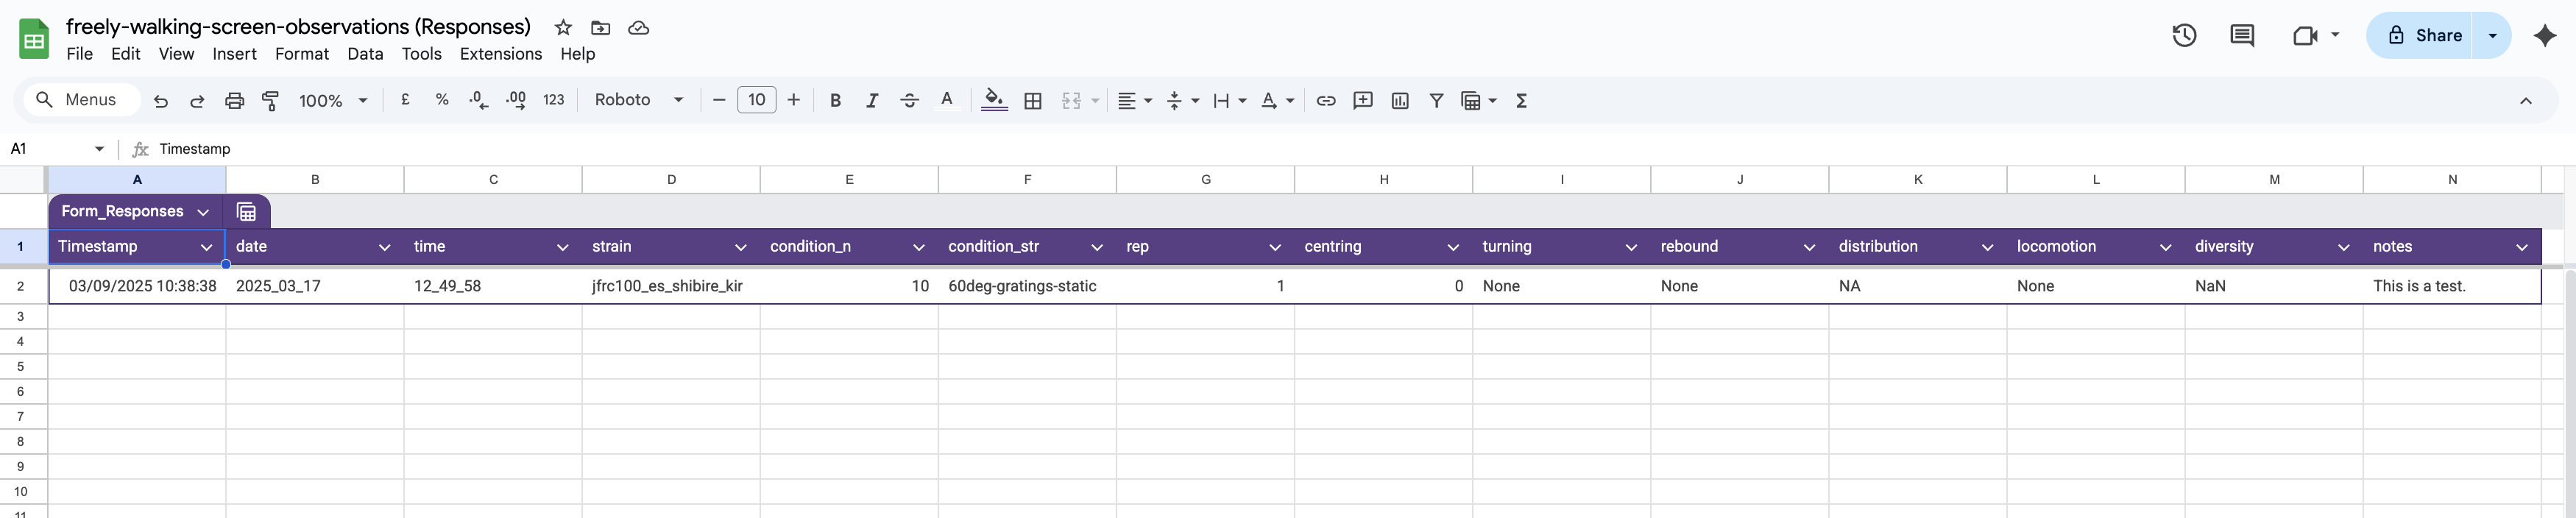 freely-walking-screen-observations (Responses)
File Edit View Insert Format Data Tools Extensions Help
Share
Menus 100% £ % .0 .00 123 Roboto 10 B I S A Σ
A1 fx Timestamp
A B C D E F G H I J K L M N
Form_Responses
1 Timestamp date time strain condition_n condition_str rep centring turning rebound distribution locomotion diversity notes
2 03/09/2025 10:38:38 2025_03_17 12_49_58 jfrc100_es_shibire_kir 10 60deg-gratings-static 1 0 None None NA None NaN This is a test.
3
4
5
6
7
8
9
10
11